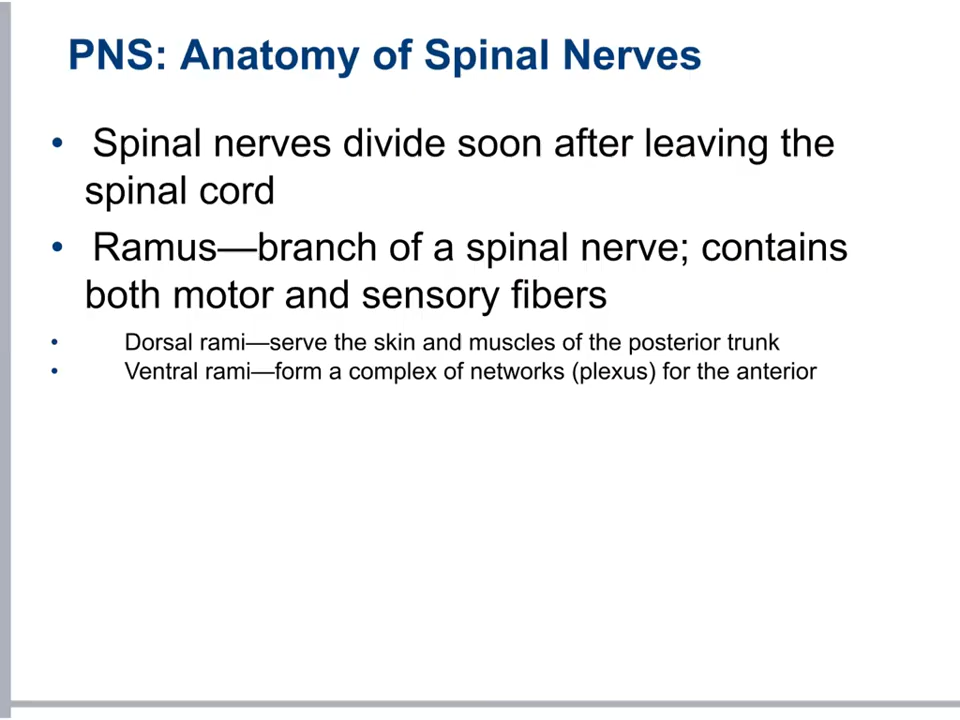 PNS: Anatomy of Spinal Nerves
• Spinal nerves divide soon after leaving the
spinal cord
• Ramus—branch of a spinal nerve; contains
both motor and sensory fibers
• Dorsal rami—serve the skin and muscles of the posterior trunk
• Ventral rami—form a complex of networks (plexus) for the anterior